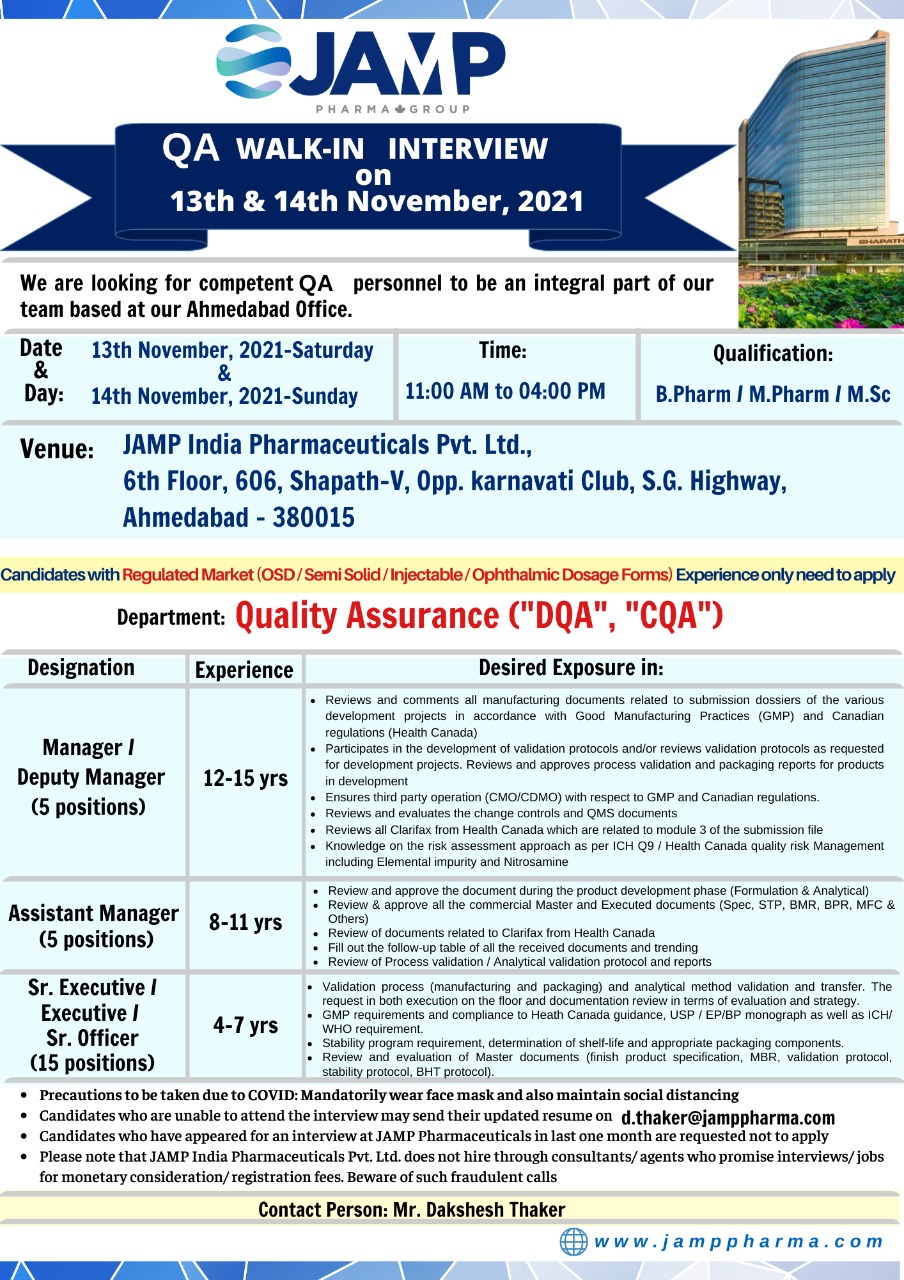 JAMP
PHARMA GROUP
QA WALK-IN INTERVIEW
on
13th & 14th November, 2021
SHAPATH
We are looking for competent QA personnel to be an integral part of our
team based at our Ahmedabad Office.
Date
&
Day:
13th November, 2021-Saturday
&
14th November, 2021-Sunday
Time:
11:00 AM to 04:00 PM
Qualification:
B.Pharm / M.Pharm / M.Sc
Venue:
JAMP India Pharmaceuticals Pvt. Ltd.,
6th Floor, 606, Shapath-V, Opp. karnavati Club, S.G. Highway,
Ahmedabad - 380015
Candidates with Regulated Market (OSD / Semi Solid / Injectable / Ophthalmic Dosage Forms) Experience only need to apply
Department: Quality Assurance ("DQA", "CQA")
Designation
Experience
Desired Exposure in:
Manager /
Deputy Manager
(5 positions)
12-15 yrs
• Reviews and comments all manufacturing documents related to submission dossiers of the various
development projects in accordance with Good Manufacturing Practices (GMP) and Canadian
regulations (Health Canada)
• Participates in the development of validation protocols and/or reviews validation protocols as requested
for development projects. Reviews and approves process validation and packaging reports for products
in development
• Ensures third party operation (CMO/CDMO) with respect to GMP and Canadian regulations.
• Reviews and evaluates the change controls and QMS documents
• Reviews all Clarifax from Health Canada which are related to module 3 of the submission file
• Knowledge on the risk assessment approach as per ICH Q9 / Health Canada quality risk Management
including Elemental impurity and Nitrosamine
Assistant Manager
(5 positions)
8-11 yrs
• Review and approve the document during the product development phase (Formulation & Analytical)
• Review & approve all the commercial Master and Executed documents (Spec, STP, BMR, BPR, MFC &
Others)
• Review of documents related to Clarifax from Health Canada
• Fill out the follow-up table of all the received documents and trending
• Review of Process validation / Analytical validation protocol and reports
Sr. Executive /
Executive /
Sr. Officer
(15 positions)
4-7 yrs
• Validation process (manufacturing and packaging) and analytical method validation and transfer. The
request in both execution on the floor and documentation review in terms of evaluation and strategy.
• GMP requirements and compliance to Heath Canada guidance, USP / EP/BP monograph as well as ICH/
WHO requirement.
• Stability program requirement, determination of shelf-life and appropriate packaging components.
• Review and evaluation of Master documents (finish product specification, MBR, validation protocol,
stability protocol, BHT protocol).
• Precautions to be taken due to COVID: Mandatorily wear face mask and also maintain social distancing
• Candidates who are unable to attend the interview may send their updated resume on d.thaker@jamppharma.com
• Candidates who have appeared for an interview at JAMP Pharmaceuticals in last one month are requested not to apply
• Please note that JAMP India Pharmaceuticals Pvt. Ltd. does not hire through consultants/ agents who promise interviews/ jobs
for monetary consideration/ registration fees. Beware of such fraudulent calls
Contact Person: Mr. Dakshesh Thaker
www.jamppharma.com